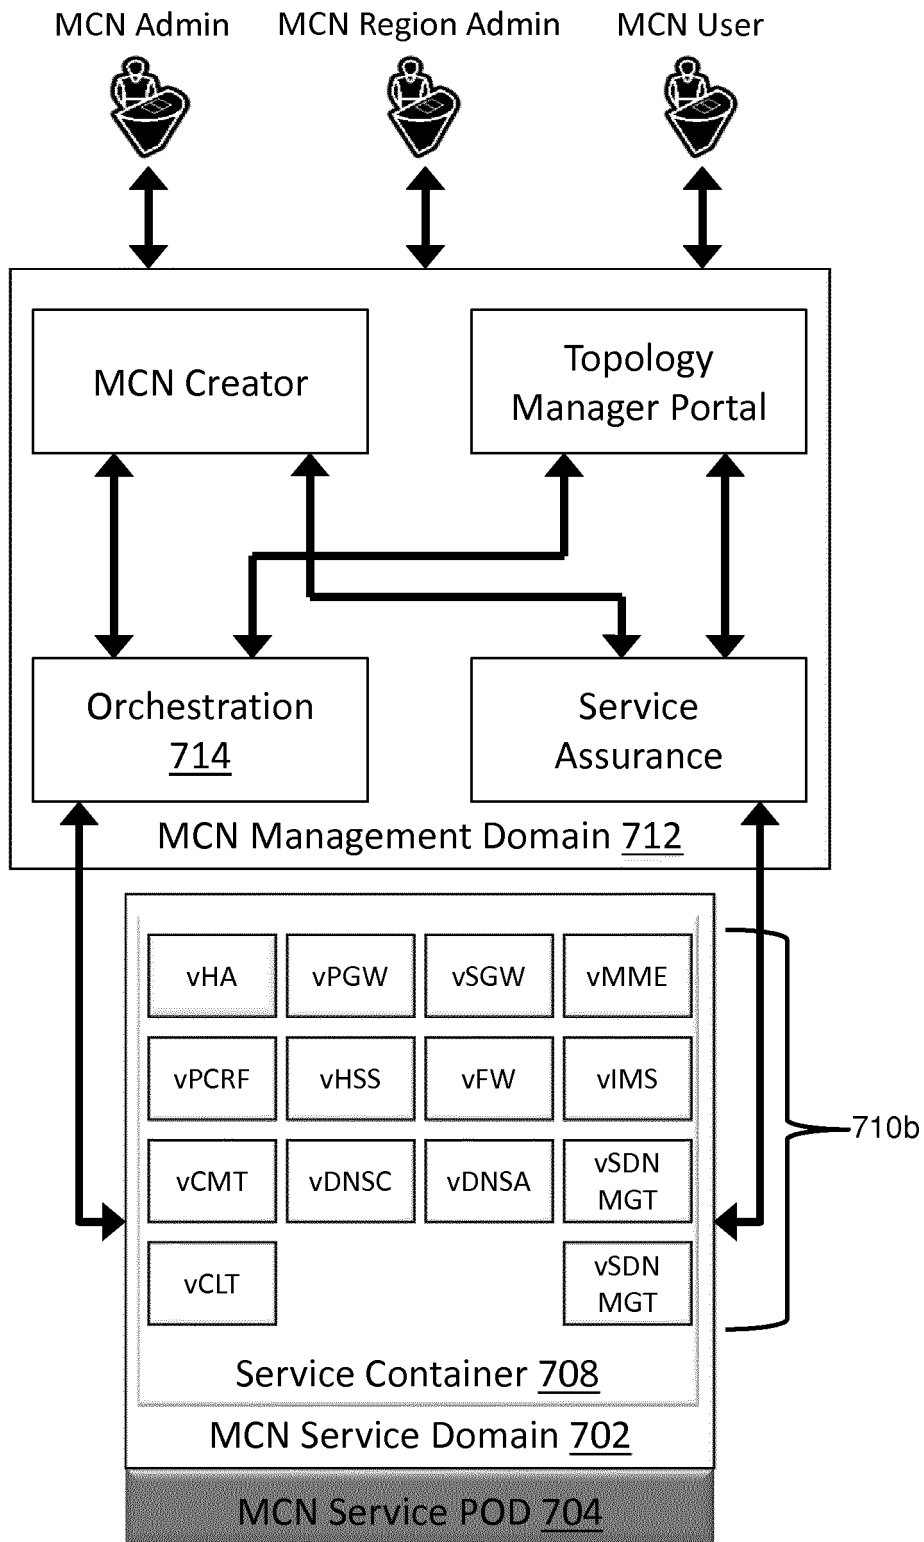 MCN Admin
MCN Region Admin
MCN User
MCN Creator
Topology
Manager Portal
Orchestration
714
Service
Assurance
MCN Management Domain 712
vHA
vPGW
vSGW
vMME
vPCRF
vHSS
vFW
vIMS
vCMT
vDNSC
vDNSA
vSDN
MGT
vCLT
vSDN
MGT
710b
Service Container 708
MCN Service Domain 702
MCN Service POD 704